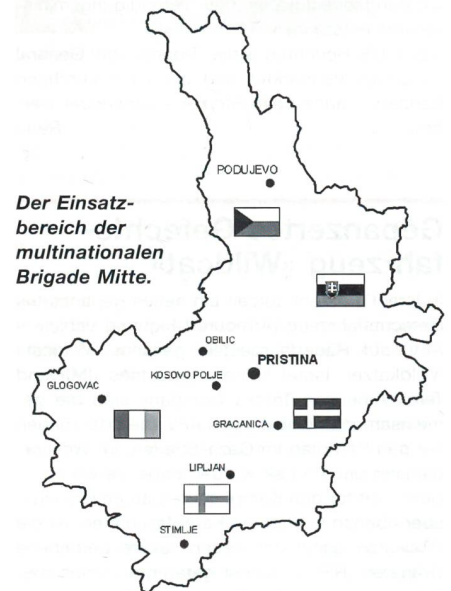 PODUJEVO
Der Einsatz-
bereich der
multinationalen
Brigade Mitte.
OBILIC
PRISTINA
KOSOVO POLJE
GLOGOVAC
GRACANICA
LIPLJAN
STIMLJE